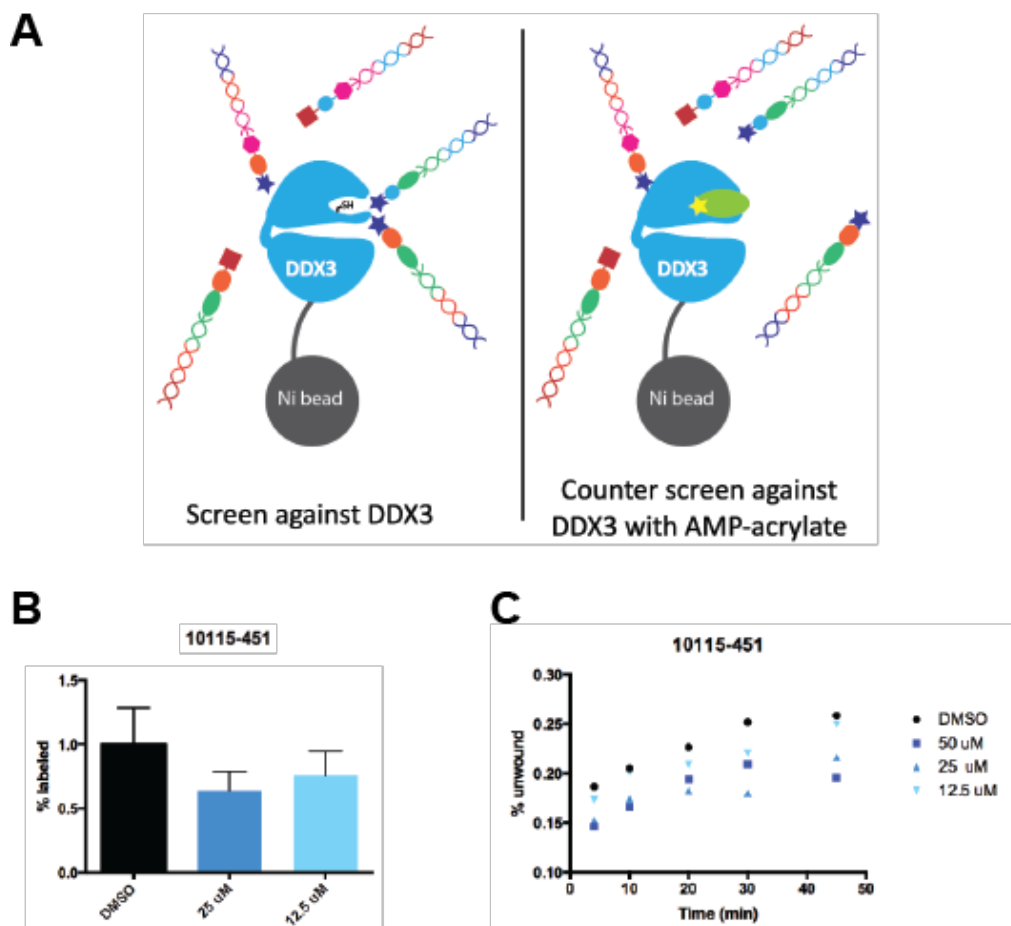 A
SH
DDX3
Ni bead
Screen against DDX3
DDX3
Ni bead
Counter screen against
DDX3 with AMP-acrylate
B
10115-451
% labeled
1.5
1.0
0.5
0.0
DMSO
25 uM
12.5 uM
C
10115-451
% unwound
0.30
0.25
0.20
0.15
0.10
0
10
20
30
40
50
Time (min)
DMSO
50 uM
25 uM
12.5 uM